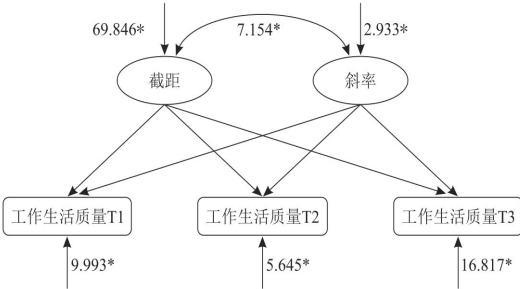 69.846*
7.154*
2.933*
截距
斜率
工作生活质量T1
工作生活质量T2
工作生活质量T3
9.993*
5.645*
16.817*